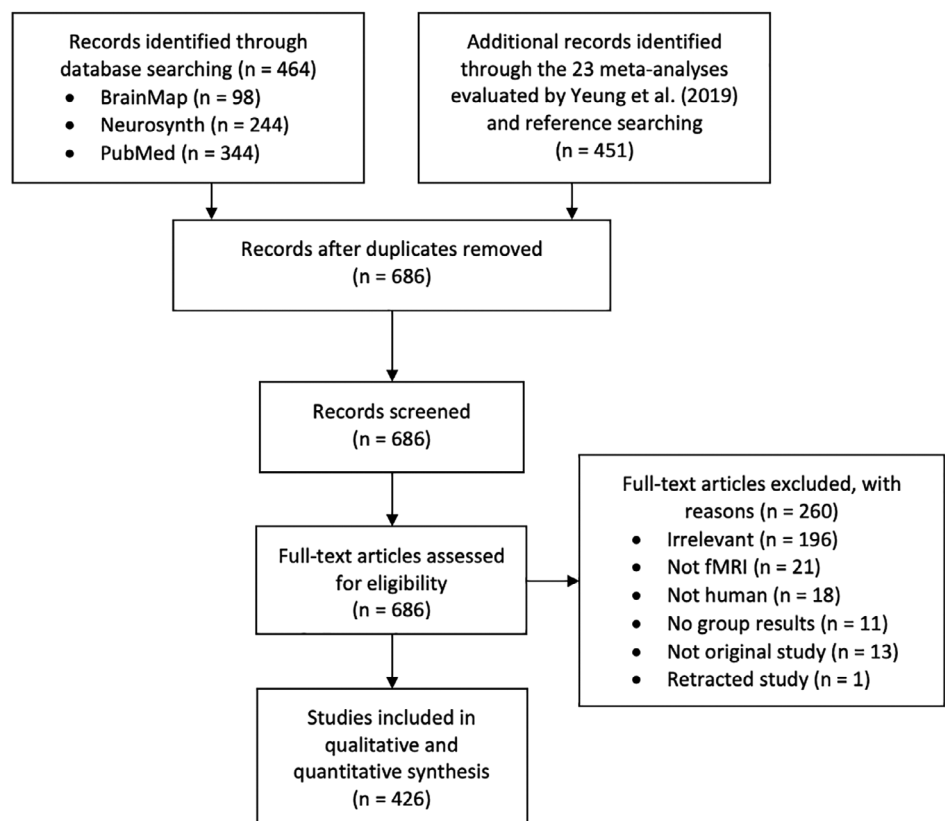 Records identified through
database searching (n = 464)
• BrainMap (n = 98)
• Neurosynth (n = 244)
• PubMed (n = 344)
Additional records identified
through the 23 meta-analyses
evaluated by Yeung et al. (2019)
and reference searching
(n = 451)
Records after duplicates removed
(n = 686)
Records screened
(n = 686)
Full-text articles assessed
for eligibility
(n = 686)
Full-text articles excluded, with
reasons (n = 260)
• Irrelevant (n = 196)
• Not fMRI (n = 21)
• Not human (n = 18)
• No group results (n = 11)
• Not original study (n = 13)
• Retracted study (n = 1)
Studies included in
qualitative and
quantitative synthesis
(n = 426)